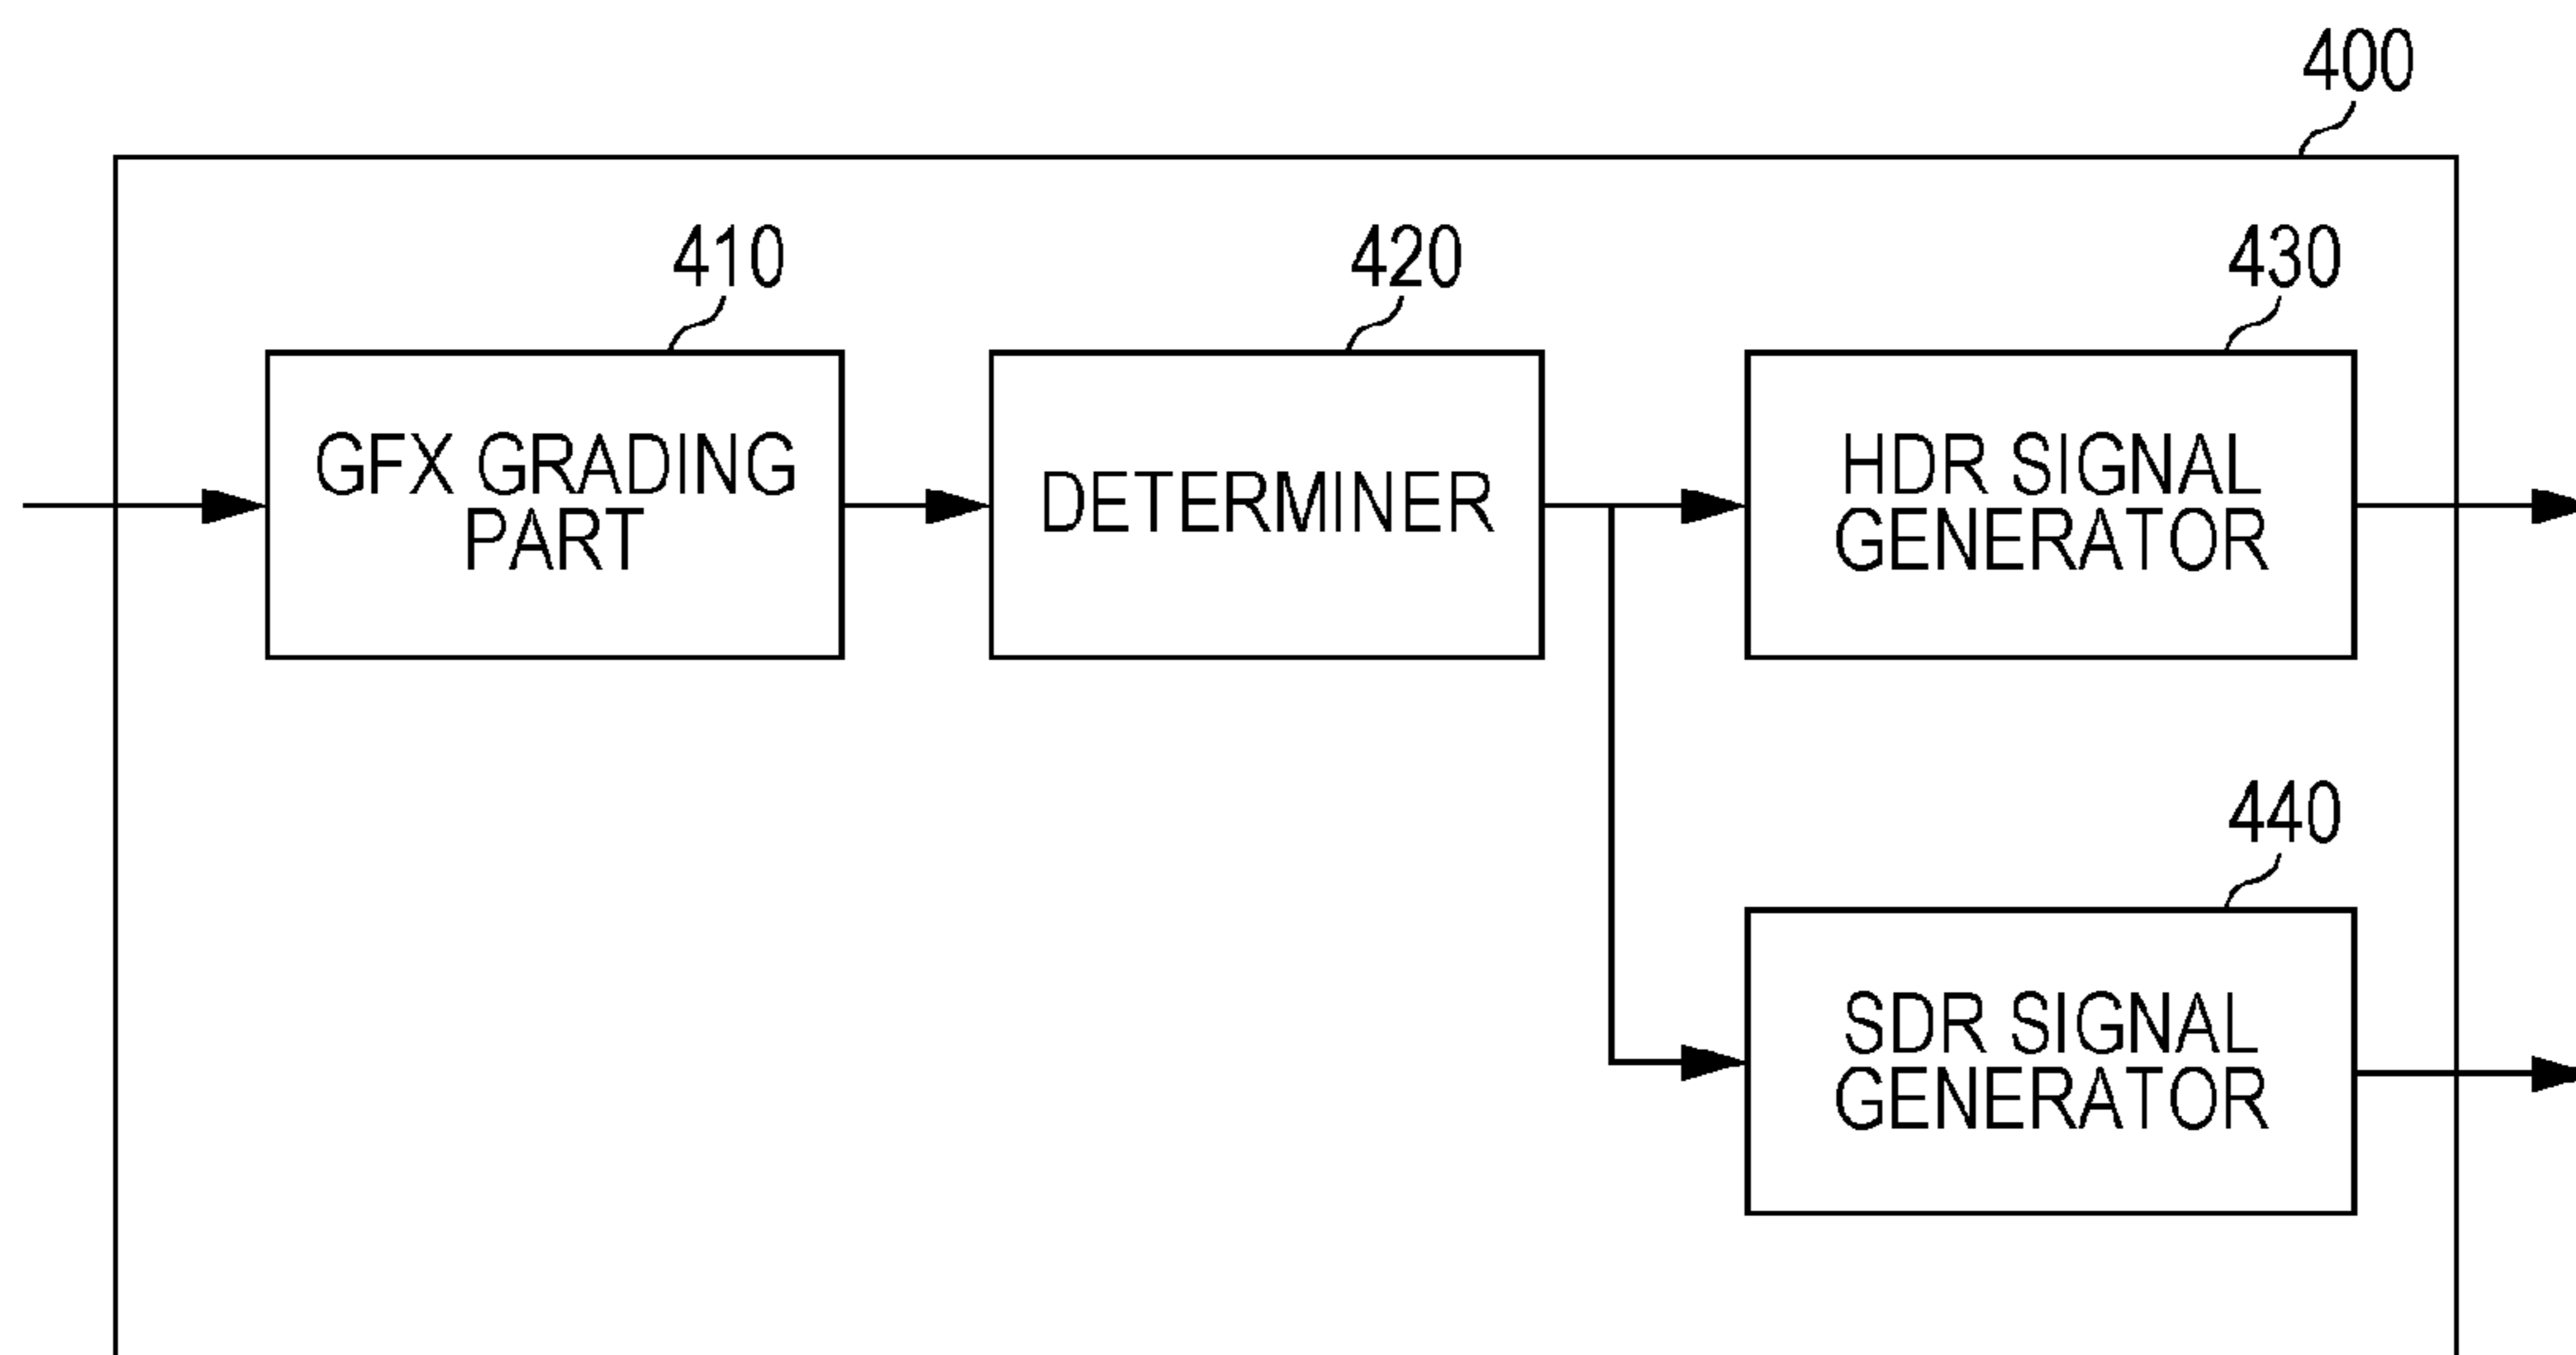 400
410
420
430
GFX GRADING
PART
DETERMINER
HDR SIGNAL
GENERATOR
440
SDR SIGNAL
GENERATOR